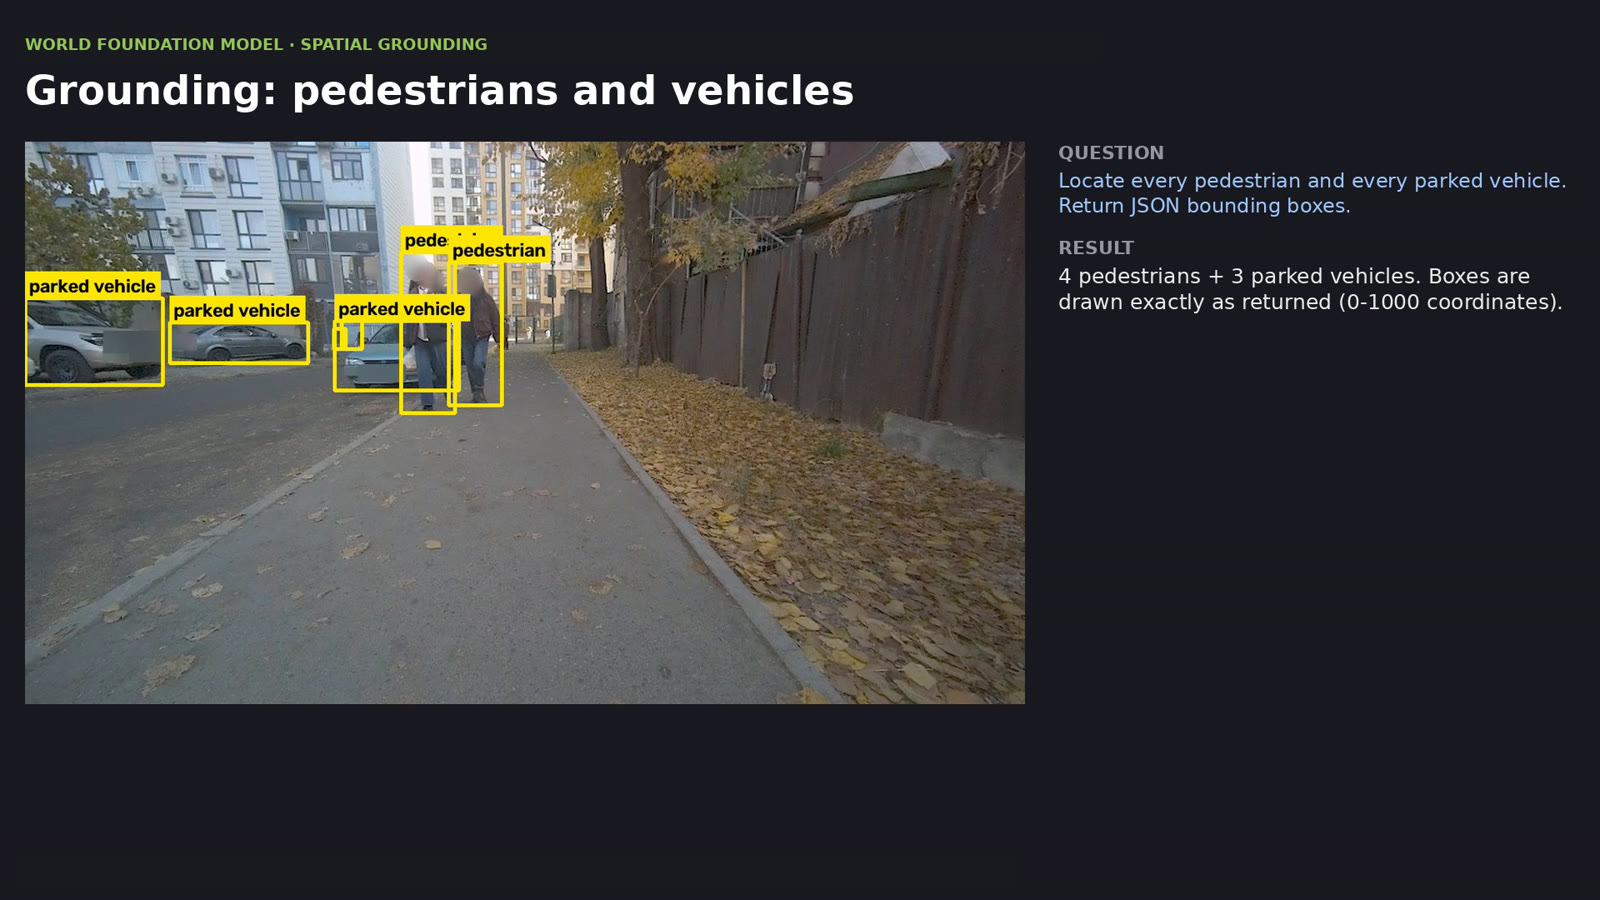 WORLD FOUNDATION MODEL · SPATIAL GROUNDING
Grounding: pedestrians and vehicles
QUESTION
Locate every pedestrian and every parked vehicle.
Return JSON bounding boxes.
RESULT
4 pedestrians + 3 parked vehicles. Boxes are
drawn exactly as returned (0-1000 coordinates).
pedestrian
parked vehicle
parked vehicle
parked vehicle